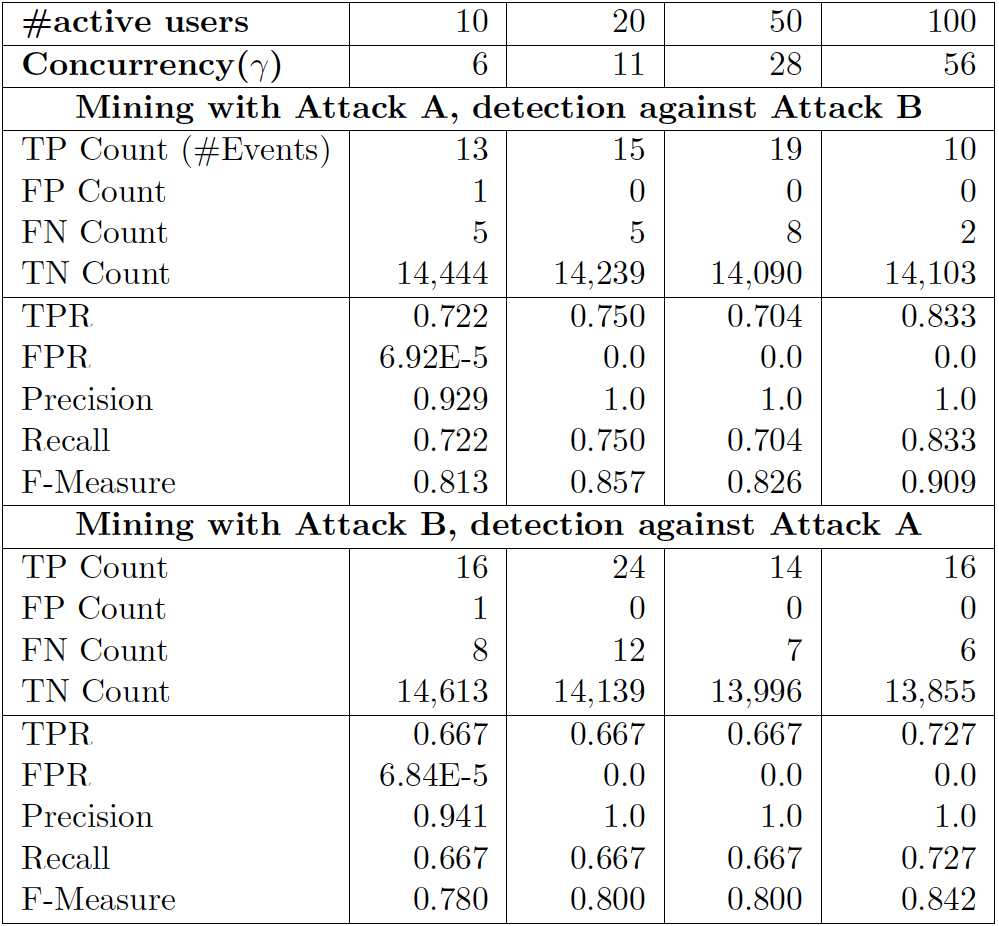 #active users 10 20 50 100
Concurrency(γ) 6 11 28 56
Mining with Attack A, detection against Attack B
TP Count (#Events) 13 15 19 10
FP Count 1 0 0 0
FN Count 5 5 8 2
TN Count 14,444 14,239 14,090 14,103
TPR 0.722 0.750 0.704 0.833
FPR 6.92E-5 0.0 0.0 0.0
Precision 0.929 1.0 1.0 1.0
Recall 0.722 0.750 0.704 0.833
F-Measure 0.813 0.857 0.826 0.909
Mining with Attack B, detection against Attack A
TP Count 16 24 14 16
FP Count 1 0 0 0
FN Count 8 12 7 6
TN Count 14,613 14,139 13,996 13,855
TPR 0.667 0.667 0.667 0.727
FPR 6.84E-5 0.0 0.0 0.0
Precision 0.941 1.0 1.0 1.0
Recall 0.667 0.667 0.667 0.727
F-Measure 0.780 0.800 0.800 0.842